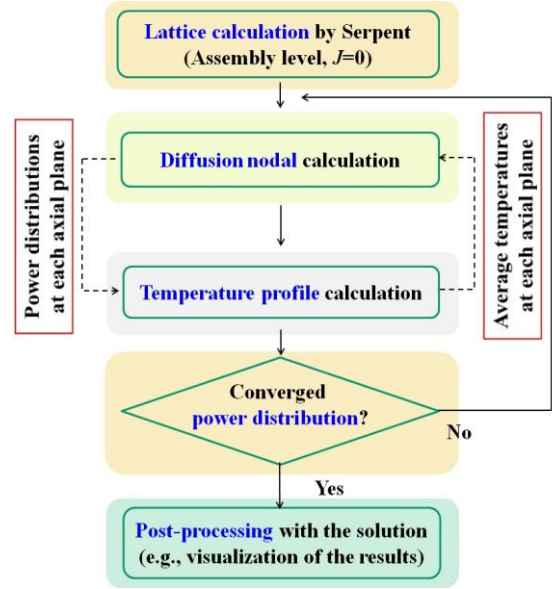 Lattice calculation by Serpent
(Assembly level, J=0)
Power distributions
at each axial plane
Diffusion nodal calculation
Average temperatures
at each axial plane
Temperature profile calculation
Converged
power distribution?
No
Yes
Post-processing with the solution
(e.g., visualization of the results)